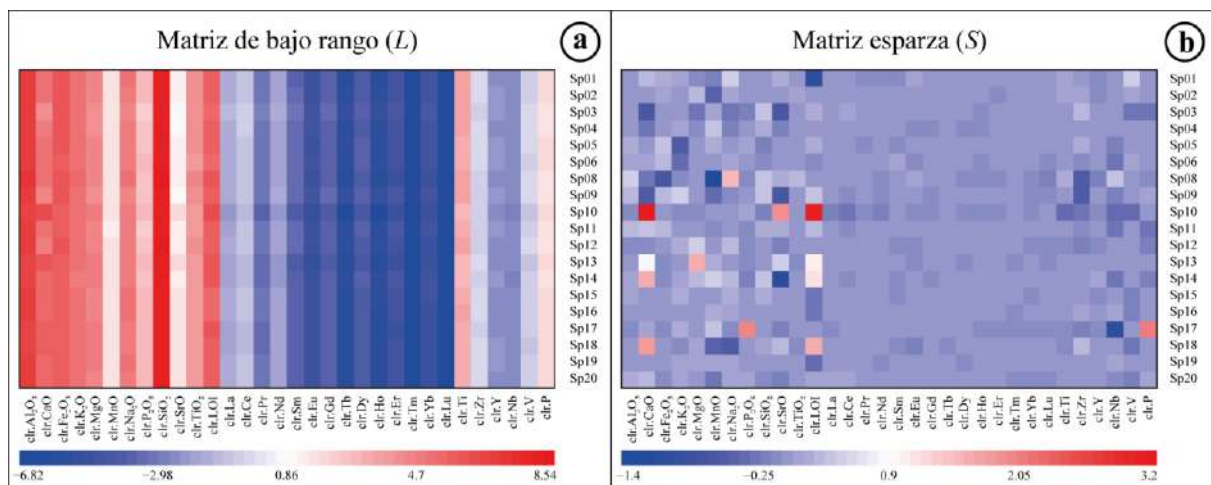 Matriz de bajo rango (L)
a
Sp01
Sp02
Sp03
Sp04
Sp05
Sp06
Sp08
Sp09
Sp10
Sp11
Sp12
Sp13
Sp14
Sp15
Sp16
Sp17
Sp18
Sp19
Sp20
clr.Al₂O₃
clr.CaO
clr.Fe₂O₃
clr.K₂O
clr.MgO
clr.MnO
clr.Na₂O
clr.P₂O₅
clr.SiO₂
clr.SrO
clr.TiO₂
clr.LOI
clr.La
clr.Ce
clr.Pr
clr.Nd
clr.Sm
clr.Eu
clr.Gd
clr.Tb
clr.Dy
clr.Ho
clr.Er
clr.Tm
clr.Yb
clr.Lu
clr.Ti
clr.Zr
clr.Y
clr.Nb
clr.V
clr.P
−6.82 −2.98 0.86 4.7 8.54
Matriz esparza (S)
b
Sp01
Sp02
Sp03
Sp04
Sp05
Sp06
Sp08
Sp09
Sp10
Sp11
Sp12
Sp13
Sp14
Sp15
Sp16
Sp17
Sp18
Sp19
Sp20
clr.Al₂O₃
clr.CaO
clr.Fe₂O₃
clr.K₂O
clr.MgO
clr.MnO
clr.Na₂O
clr.P₂O₅
clr.SiO₂
clr.SrO
clr.TiO₂
clr.LOI
clr.La
clr.Ce
clr.Pr
clr.Nd
clr.Sm
clr.Eu
clr.Gd
clr.Tb
clr.Dy
clr.Ho
clr.Er
clr.Tm
clr.Yb
clr.Lu
clr.Ti
clr.Zr
clr.Y
clr.Nb
clr.V
clr.P
−1.4 −0.25 0.9 2.05 3.2